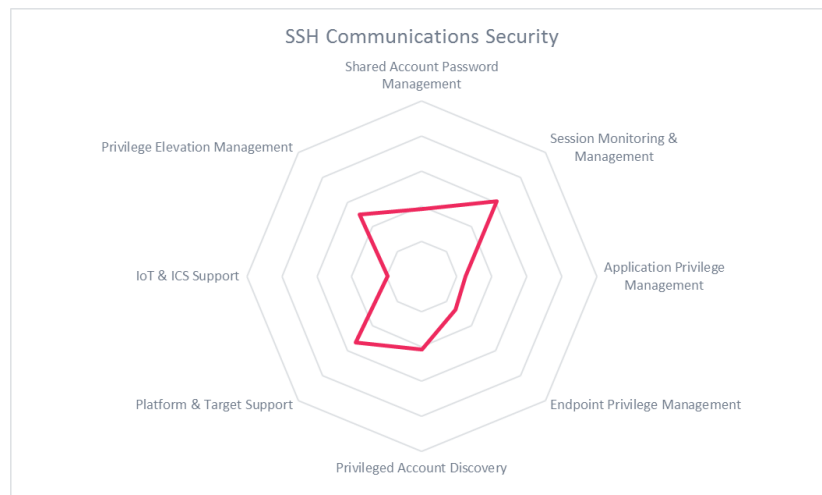 SSH Communications Security
Shared Account Password
Management
Session Monitoring &
Management
Privilege Elevation Management
Application Privilege
Management
IoT & ICS Support
Endpoint Privilege Management
Platform & Target Support
Privileged Account Discovery